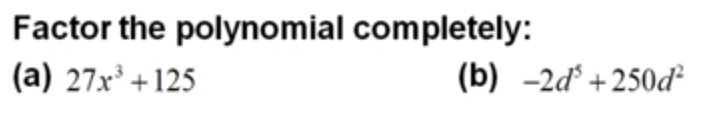 Factor the polynomial completely:
(a) 27x³ + 125 (b) −2d⁵ + 250d²